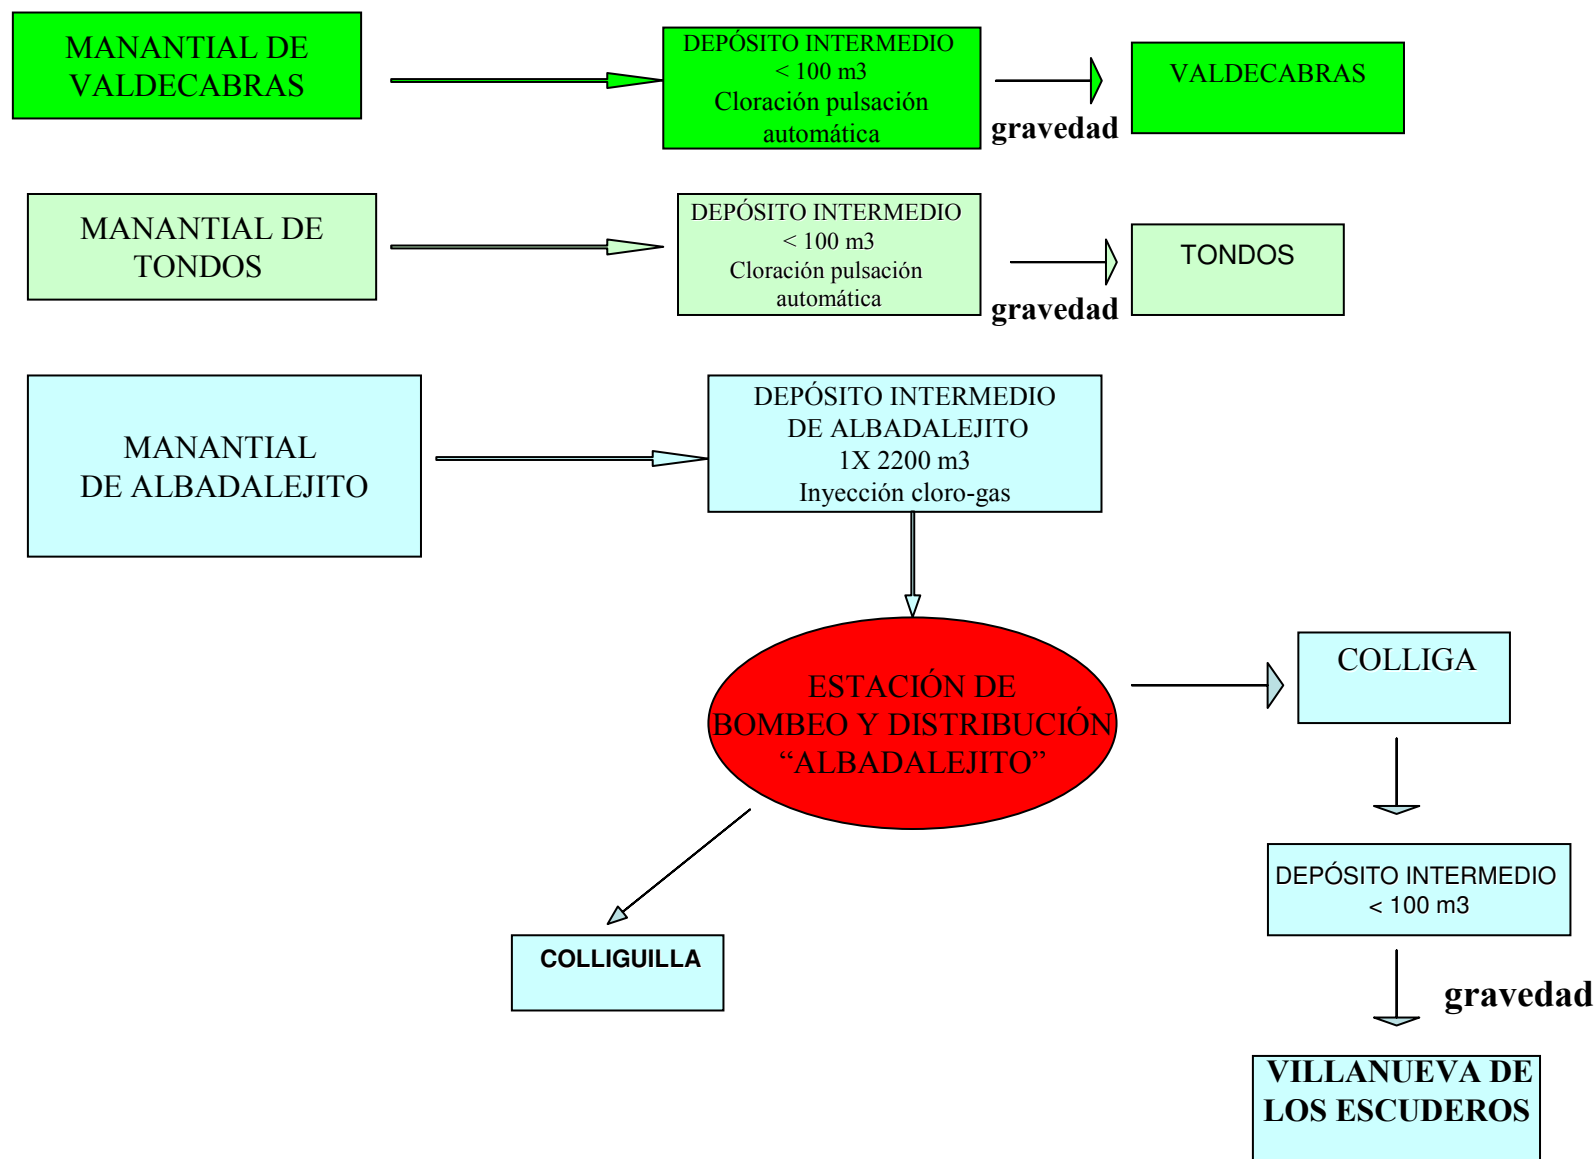 MANANTIAL DE
VALDECABRAS
DEPÓSITO INTERMEDIO
< 100 m3
Cloración pulsación
automática
gravedad
VALDECABRAS
MANANTIAL DE
TONDOS
DEPÓSITO INTERMEDIO
< 100 m3
Cloración pulsación
automática
gravedad
TONDOS
MANANTIAL
DE ALBADALEJITO
DEPÓSITO INTERMEDIO
DE ALBADALEJITO
1X 2200 m3
Inyección cloro-gas
ESTACIÓN DE
BOMBEO Y DISTRIBUCIÓN
“ALBADALEJITO”
COLLIGA
DEPÓSITO INTERMEDIO
< 100 m3
COLLIGUILLA
gravedad
VILLANUEVA DE
LOS ESCUDEROS